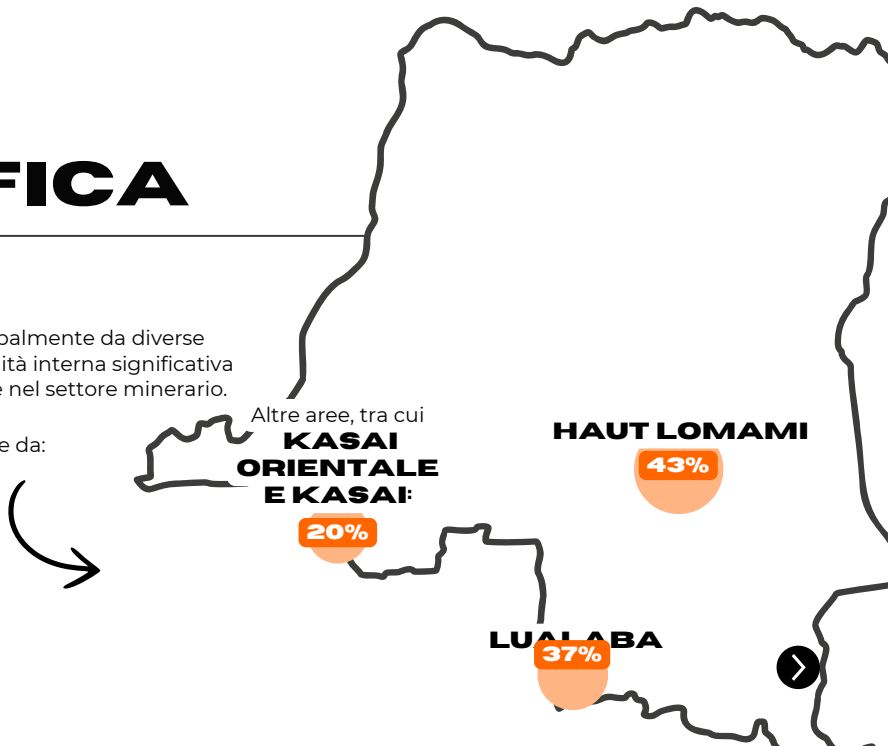 FICA
palmente da diverse
ità interna significativa
e nel settore minerario.
e da:
Altre aree, tra cui
KASAI
ORIENTALE
E KASAI:
20%
HAUT LOMAMI
43%
LUALABA
37%